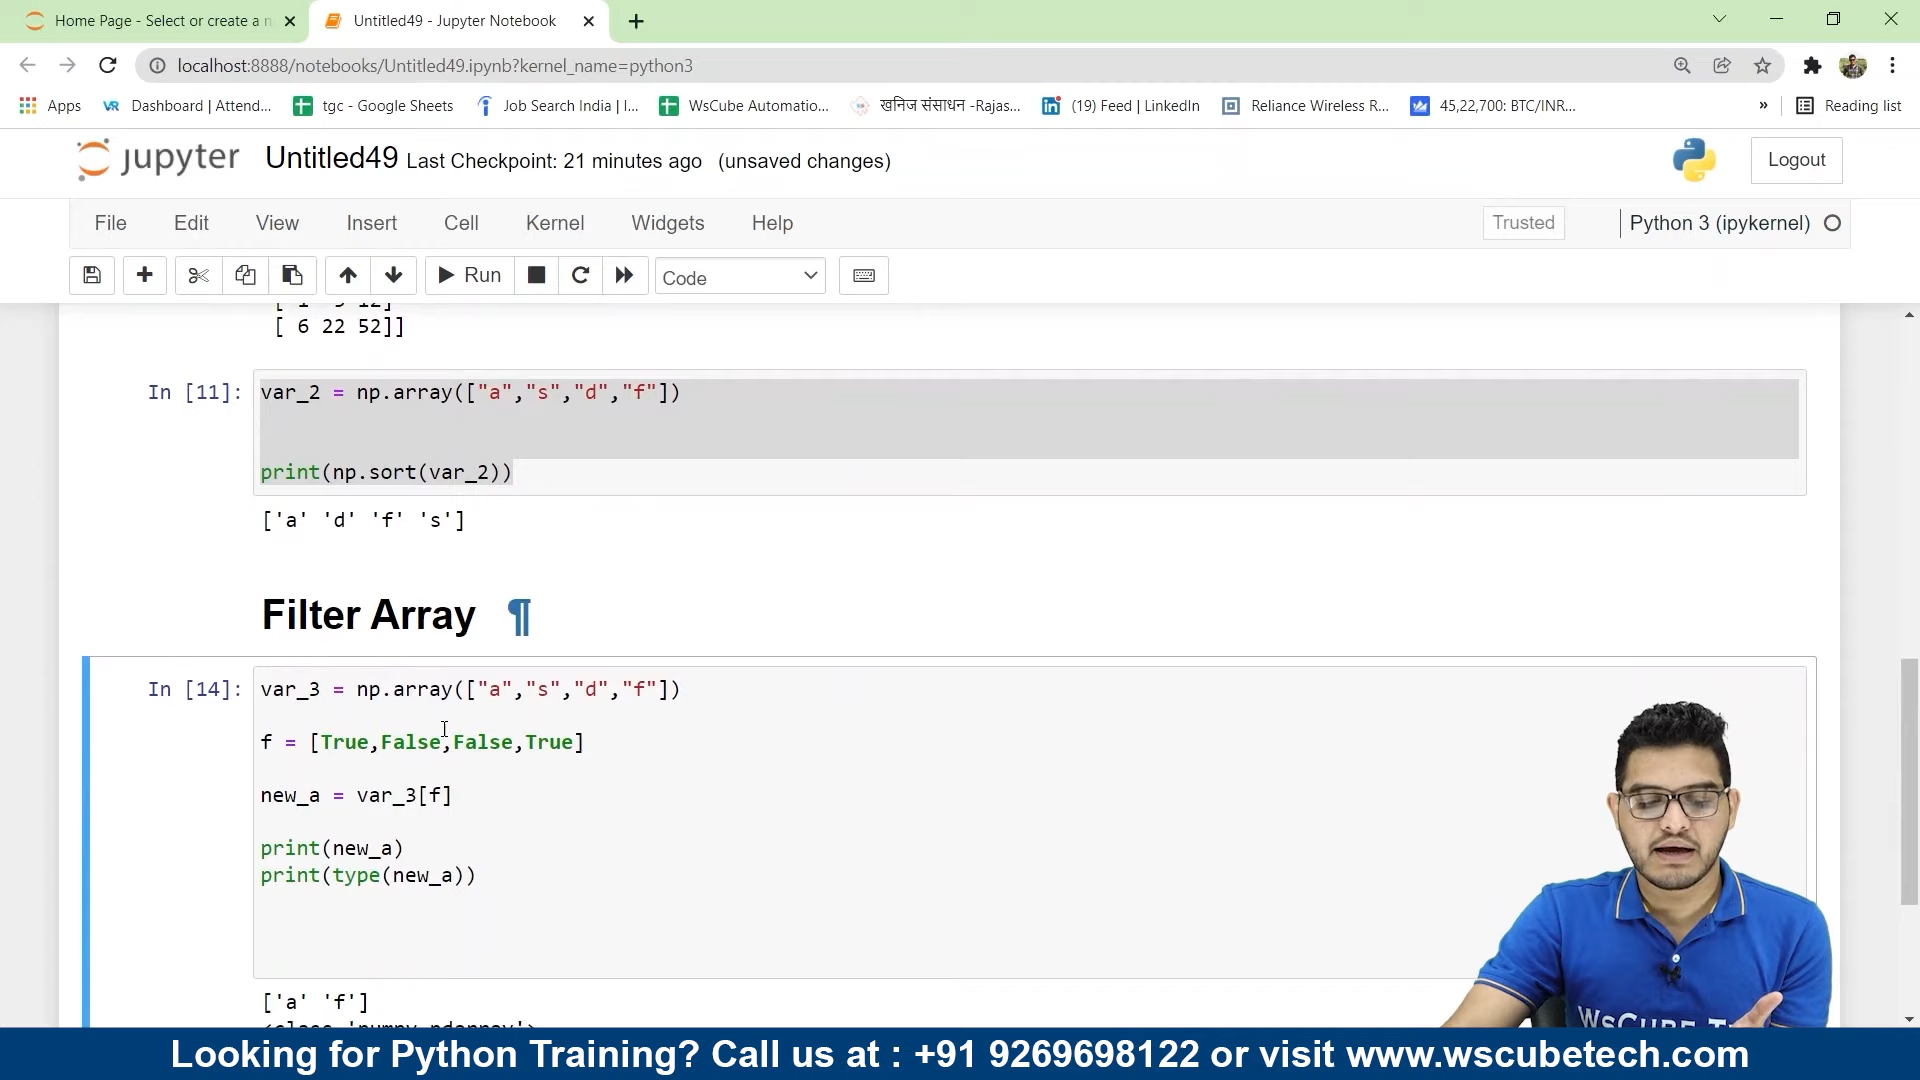 Home Page - Select or create a n
Untitled49 - Jupyter Notebook
localhost:8888/notebooks/Untitled49.ipynb?kernel_name=python3
Apps
Dashboard | Attend...
tgc - Google Sheets
Job Search India | I...
WsCube Automatio...
खनिज संसाधन -Rajas...
(19) Feed | LinkedIn
Reliance Wireless R...
45,22,700: BTC/INR...
»
Reading list
jupyter Untitled49 Last Checkpoint: 21 minutes ago (unsaved changes)
Logout
File Edit View Insert Cell Kernel Widgets Help
Trusted
Python 3 (ipykernel)
Run
Code
[ 6 22 52]]
In [11]: var_2 = np.array(["a","s","d","f"])
print(np.sort(var_2))
['a' 'd' 'f' 's']
Filter Array ¶
In [14]: var_3 = np.array(["a","s","d","f"])
f = [True,False,False,True]
new_a = var_3[f]
print(new_a)
print(type(new_a))
['a' 'f']
<class 'numpy.ndarray'>
WsCube T
Looking for Python Training? Call us at : +91 9269698122 or visit www.wscubetech.com